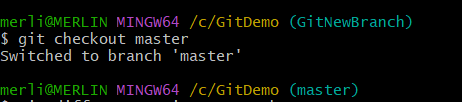 merli@MERLIN MINGW64 /c/GitDemo (GitNewBranch)
$ git checkout master
Switched to branch 'master'
merli@MERLIN MINGW64 /c/GitDemo (master)